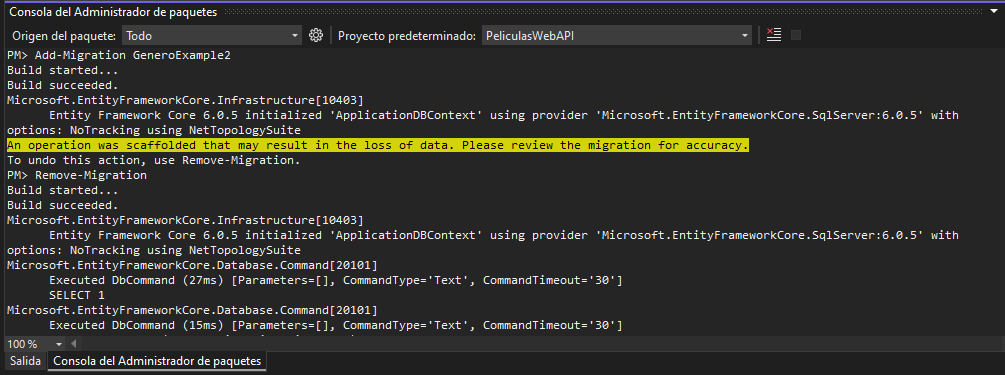 Consola del Administrador de paquetes
Origen del paquete: Todo Proyecto predeterminado: PeliculasWebAPI
PM> Add-Migration GeneroExample2
Build started...
Build succeeded.
Microsoft.EntityFrameworkCore.Infrastructure[10403]
Entity Framework Core 6.0.5 initialized 'ApplicationDBContext' using provider 'Microsoft.EntityFrameworkCore.SqlServer:6.0.5' with
options: NoTracking using NetTopologySuite
An operation was scaffolded that may result in the loss of data. Please review the migration for accuracy.
To undo this action, use Remove-Migration.
PM> Remove-Migration
Build started...
Build succeeded.
Microsoft.EntityFrameworkCore.Infrastructure[10403]
Entity Framework Core 6.0.5 initialized 'ApplicationDBContext' using provider 'Microsoft.EntityFrameworkCore.SqlServer:6.0.5' with
options: NoTracking using NetTopologySuite
Microsoft.EntityFrameworkCore.Database.Command[20101]
Executed DbCommand (27ms) [Parameters=[], CommandType='Text', CommandTimeout='30']
SELECT 1
Microsoft.EntityFrameworkCore.Database.Command[20101]
Executed DbCommand (15ms) [Parameters=[], CommandType='Text', CommandTimeout='30']
100 %
Salida Consola del Administrador de paquetes